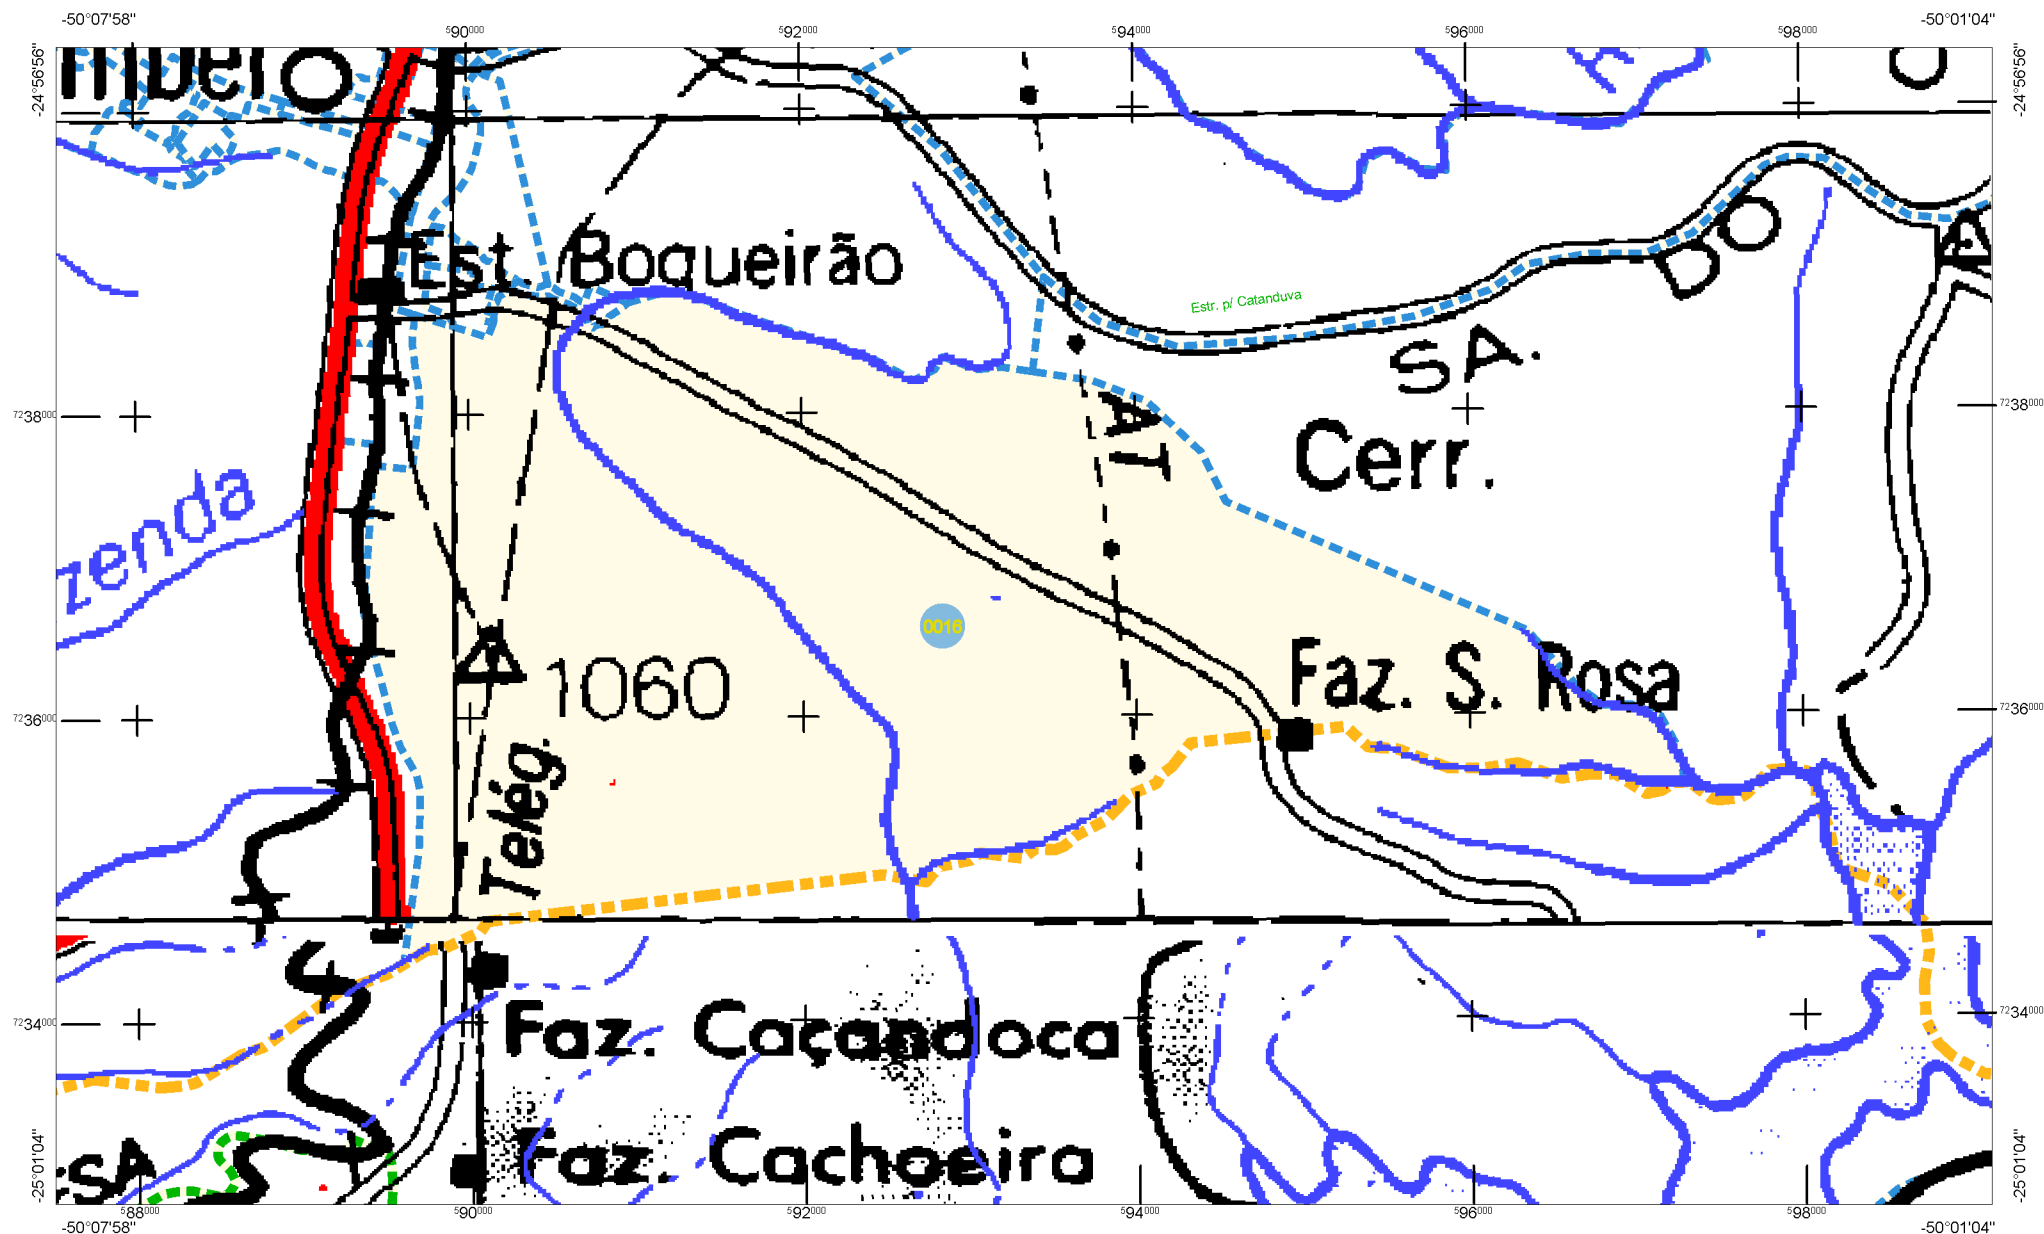 -50°07'58" -50°01'04"
590000 592000 594000 596000 598000
-24°56'56" -24°56'56"
Est. Boqueirão
DO
Estr. p/ Catanduva
SA.
7238000 7238000
AT
Cerr.
zenda
0016
Faz. S. Rosa
1060
7236000 7236000
Telég.
7234000 7234000
Faz. Caçandoca
Faz. Cachoeira
SA
-25°01'04" -25°01'04"
588000 590000 592000 594000 596000 598000
-50°07'58" -50°01'04"